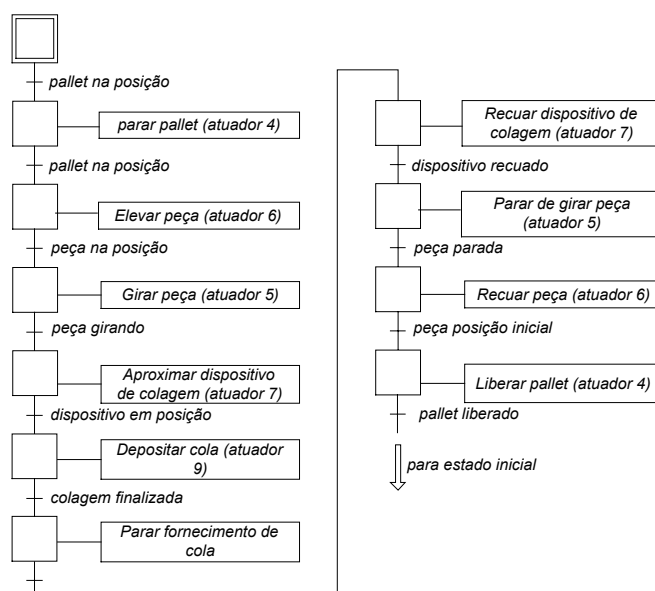 pallet na posição
parar pallet (atuador 4)
pallet na posição
Elevar peça (atuador 6)
peça na posição
Girar peça (atuador 5)
peça girando
Aproximar dispositivo
de colagem (atuador 7)
dispositivo em posição
Depositar cola (atuador
9)
colagem finalizada
Parar fornecimento de
cola
Recuar dispositivo de
colagem (atuador 7)
dispositivo recuado
Parar de girar peça
(atuador 5)
peça parada
Recuar peça (atuador 6)
peça posição inicial
Liberar pallet (atuador 4)
pallet liberado
para estado inicial